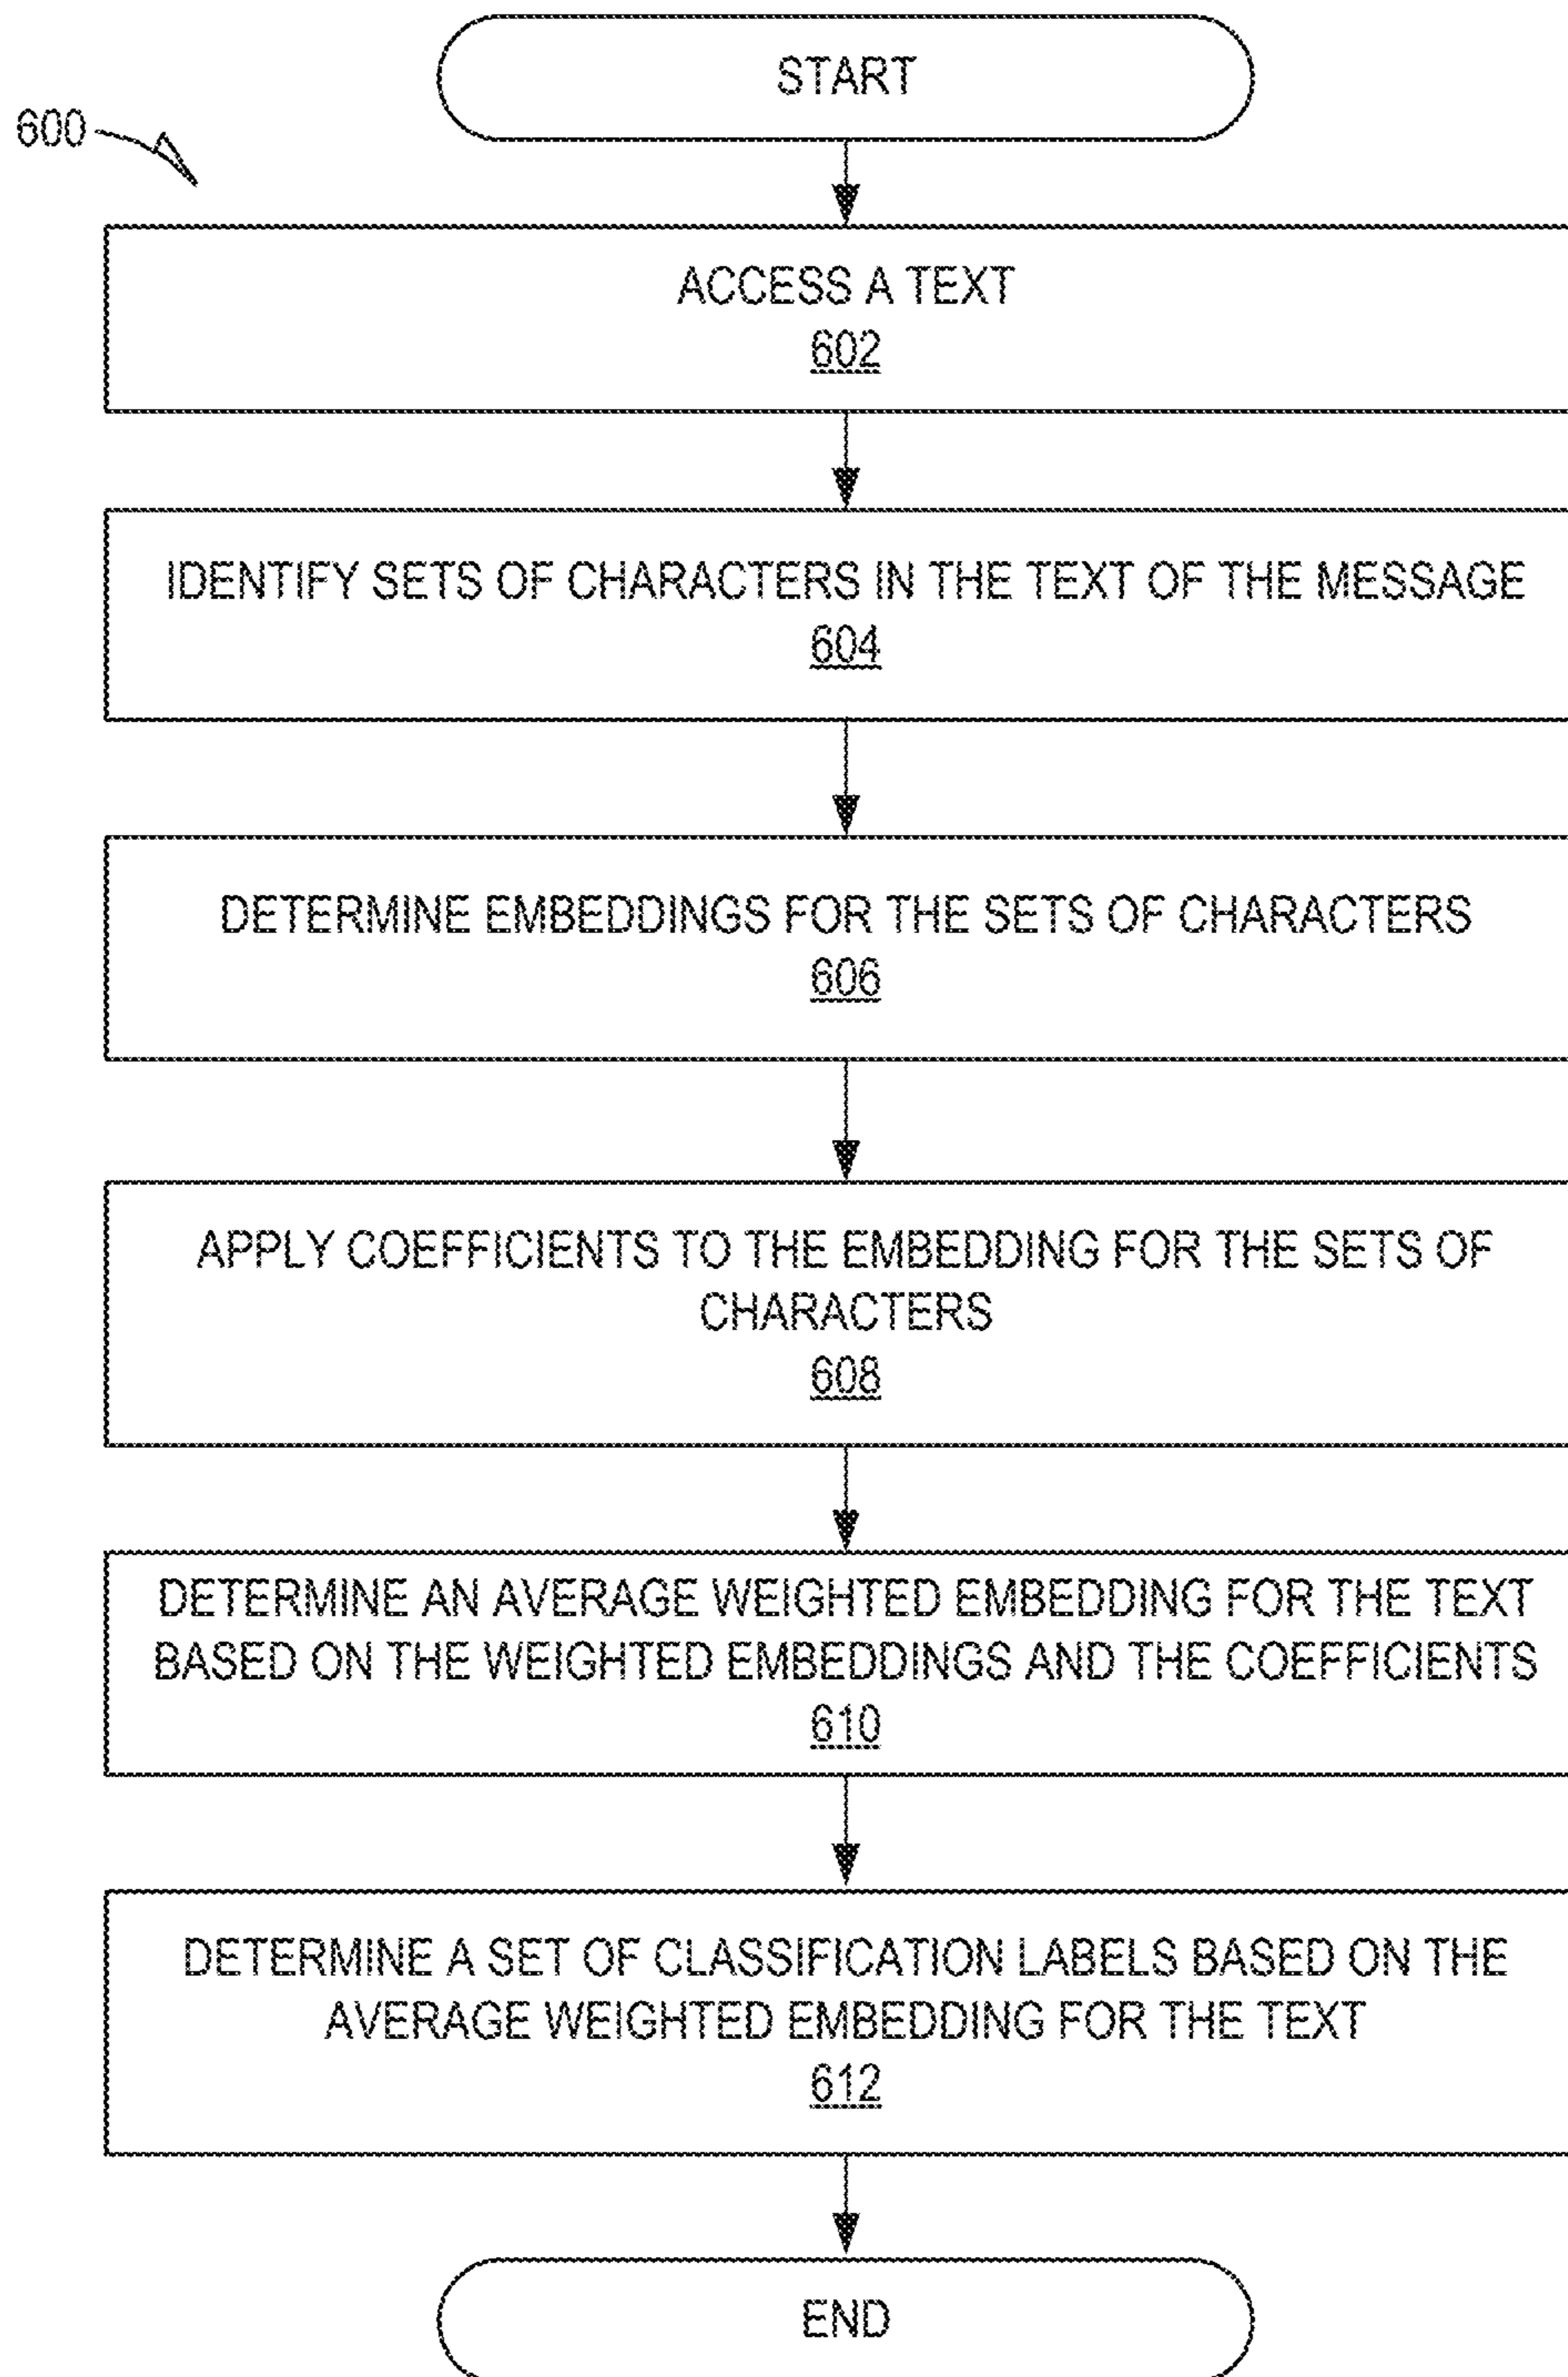 START
600
ACCESS A TEXT
602
IDENTIFY SETS OF CHARACTERS IN THE TEXT OF THE MESSAGE
604
DETERMINE EMBEDDINGS FOR THE SETS OF CHARACTERS
606
APPLY COEFFICIENTS TO THE EMBEDDING FOR THE SETS OF
CHARACTERS
608
DETERMINE AN AVERAGE WEIGHTED EMBEDDING FOR THE TEXT
BASED ON THE WEIGHTED EMBEDDINGS AND THE COEFFICIENTS
610
DETERMINE A SET OF CLASSIFICATION LABELS BASED ON THE
AVERAGE WEIGHTED EMBEDDING FOR THE TEXT
612
END